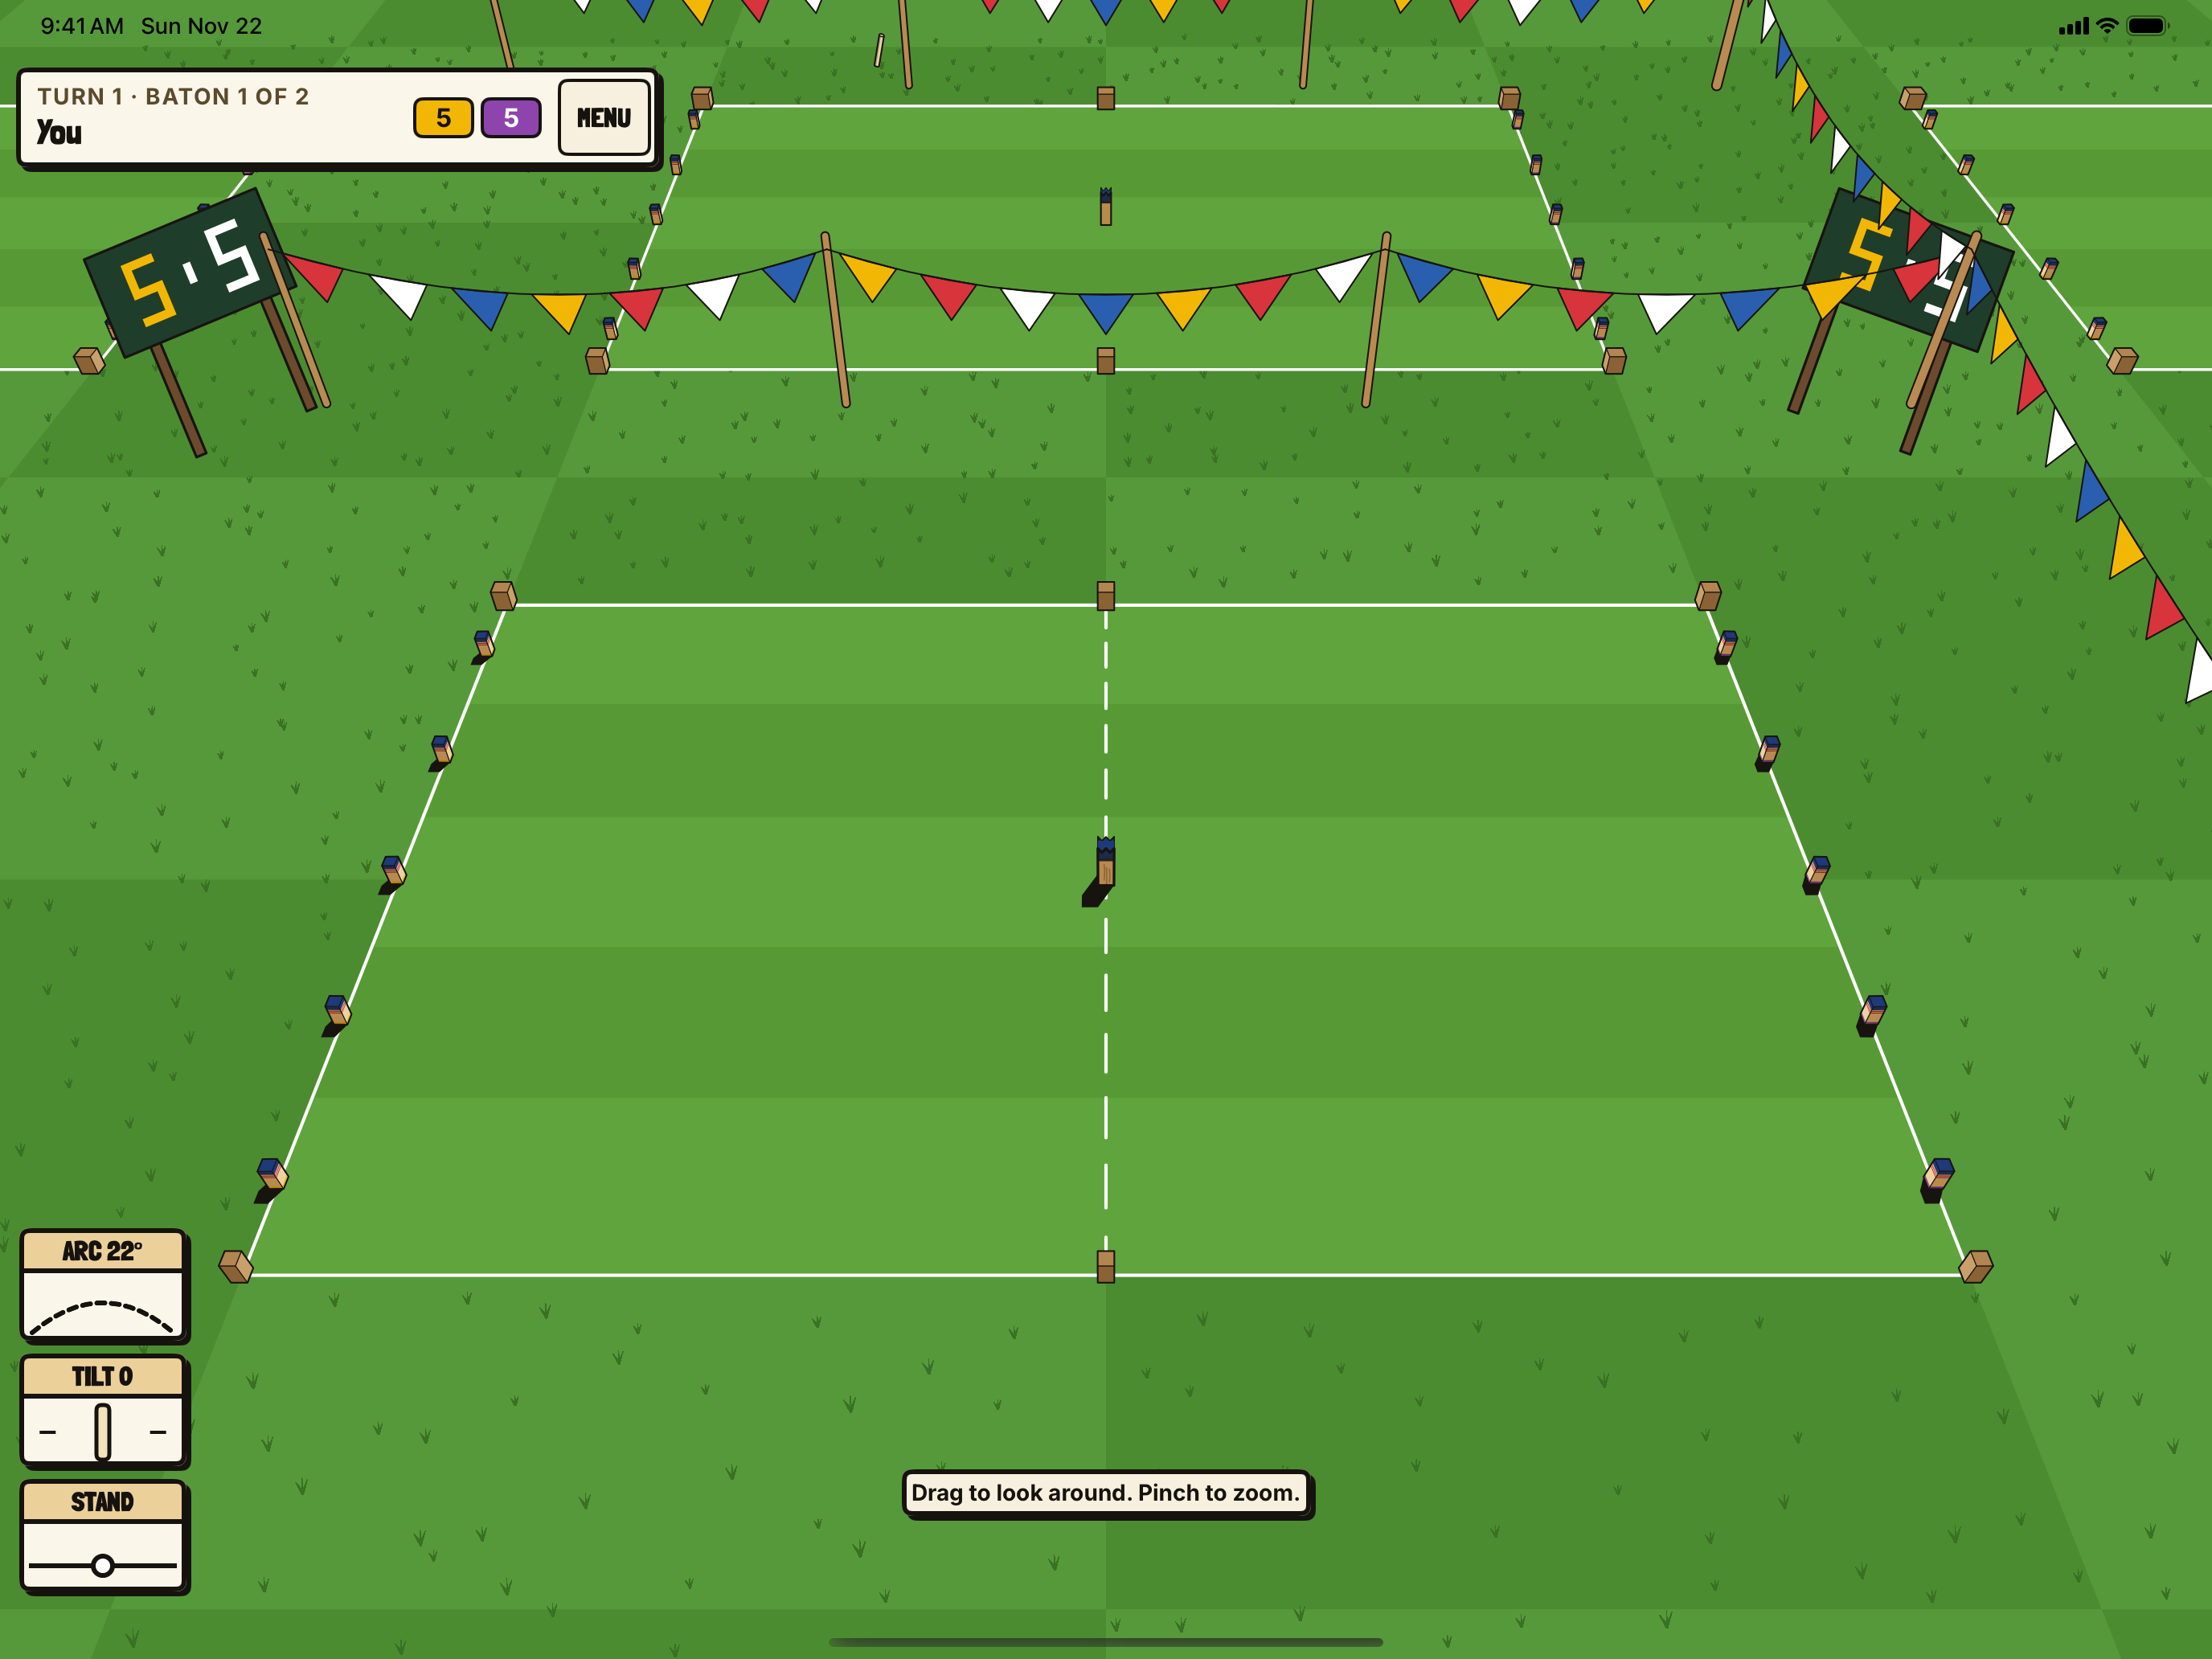 9:41 AM Sun Nov 22
TURN 1 · BATON 1 OF 2
You
5 5
MENU
5 · 5
5
ARC 22°
TILT 0
STAND
Drag to look around. Pinch to zoom.